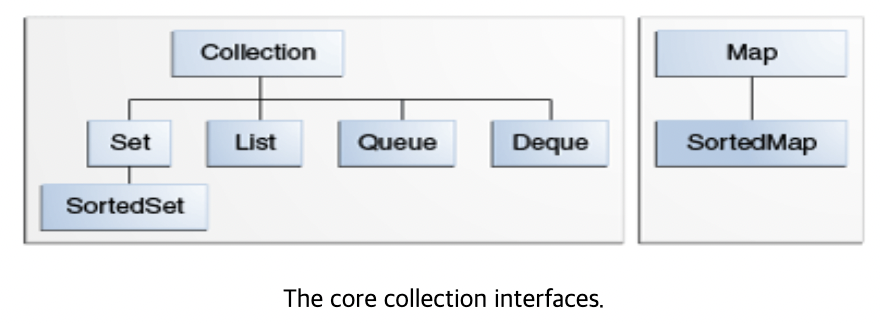 Collection
Map
Set
List
Queue
Deque
SortedMap
SortedSet
The core collection interfaces.